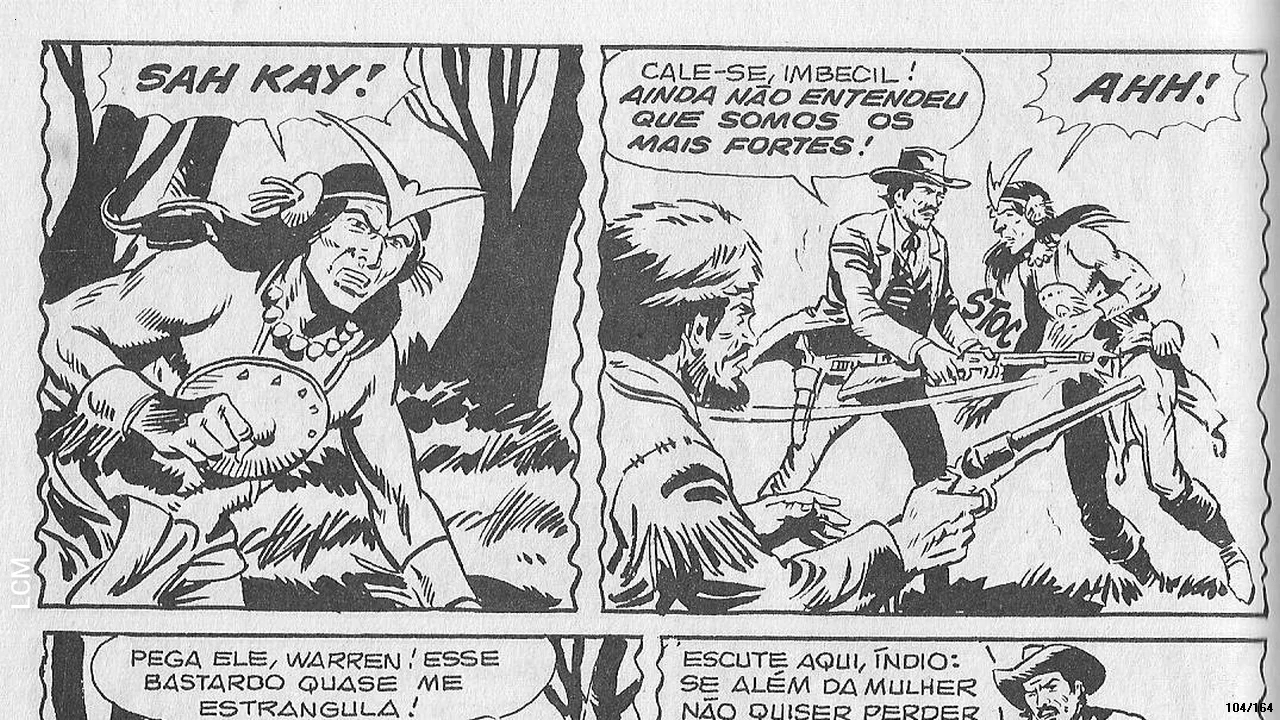 SAH KAY!
CALE-SE, IMBECIL!
AINDA NÃO ENTENDEU
QUE SOMOS OS
MAIS FORTES!
AHH!
STOC
PEGA ELE, WARREN! ESSE
BASTARDO QUASE ME
ESTRANGULA!
ESCUTE AQUI, ÍNDIO:
SE ALÉM DA MULHER
NÃO QUISER PERDER
LCM
104/164